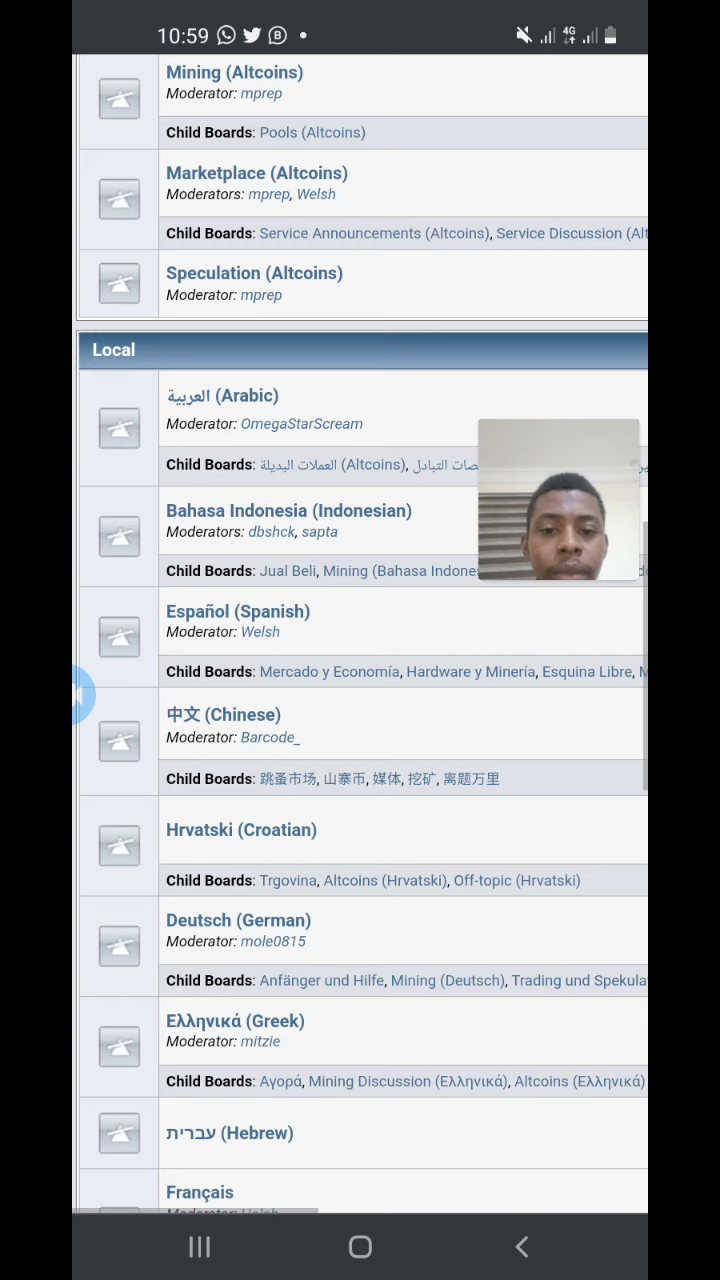 10:59
4G
Mining (Altcoins)
Moderator: mprep
Child Boards: Pools (Altcoins)
Marketplace (Altcoins)
Moderators: mprep, Welsh
Child Boards: Service Announcements (Altcoins), Service Discussion (Alt
Speculation (Altcoins)
Moderator: mprep
Local
العربية (Arabic)
Moderator: OmegaStarScream
Child Boards: العملات البديلة (Altcoins), التبادل
Bahasa Indonesia (Indonesian)
Moderators: dbshck, sapta
Child Boards: Jual Beli, Mining (Bahasa Indones
Español (Spanish)
Moderator: Welsh
Child Boards: Mercado y Economía, Hardware y Minería, Esquina Libre, M
中文 (Chinese)
Moderator: Barcode_
Child Boards: 跳蚤市场, 山寨币, 媒体, 挖矿, 离题万里
Hrvatski (Croatian)
Child Boards: Trgovina, Altcoins (Hrvatski), Off-topic (Hrvatski)
Deutsch (German)
Moderator: mole0815
Child Boards: Anfänger und Hilfe, Mining (Deutsch), Trading und Spekula
Ελληνικά (Greek)
Moderator: mitzie
Child Boards: Αγορά, Mining Discussion (Ελληνικά), Altcoins (Ελληνικά)
עברית (Hebrew)
Français